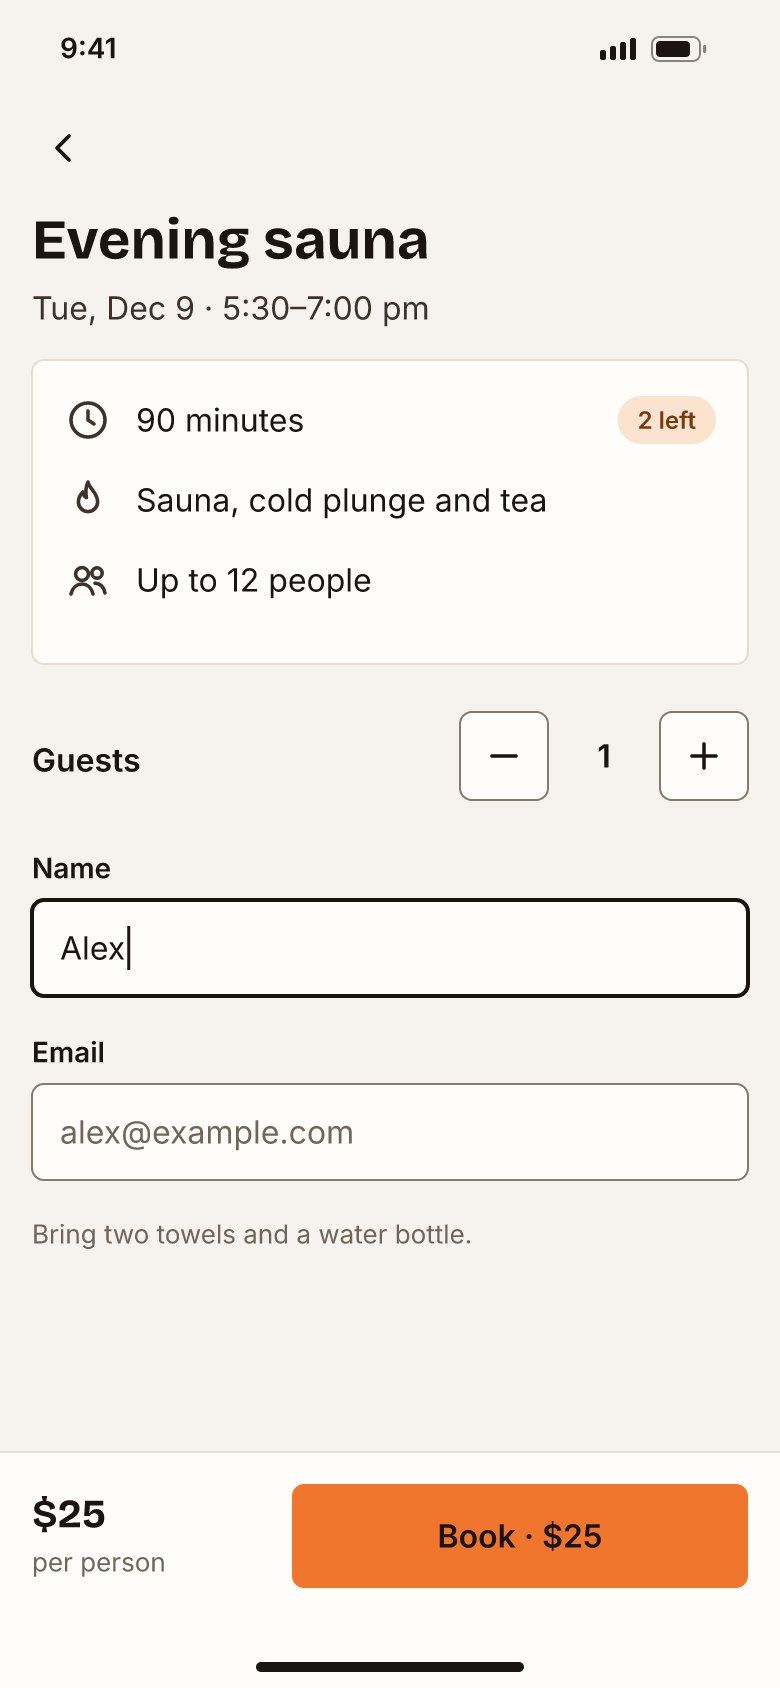 9:41
Evening sauna
Tue, Dec 9 · 5:30–7:00 pm
90 minutes
2 left
Sauna, cold plunge and tea
Up to 12 people
Guests
1
Name
Alex
Email
alex@example.com
Bring two towels and a water bottle.
$25
per person
Book · $25